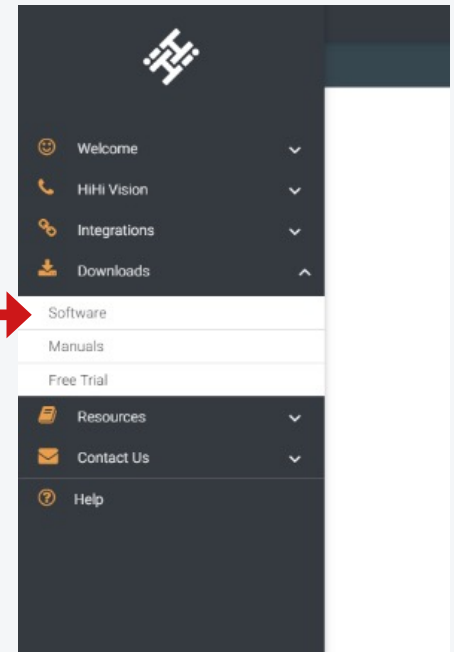 Welcome
HiHi Vision
Integrations
Downloads
Software
Manuals
Free Trial
Resources
Contact Us
Help